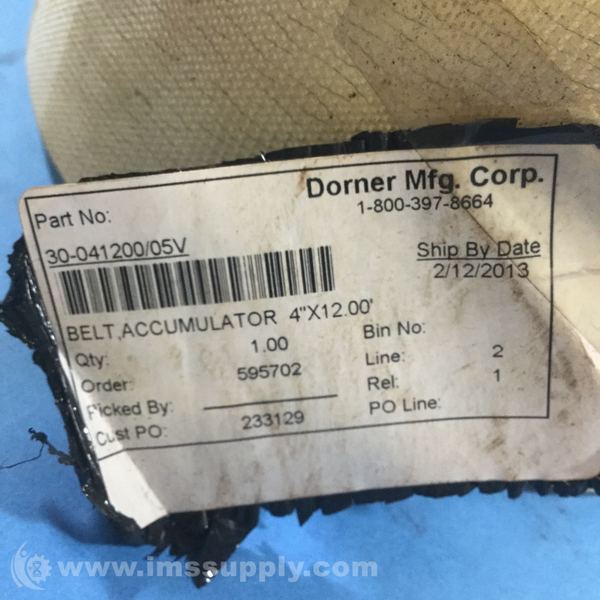 Dorner Mfg. Corp.
1-800-397-8664
Part No:
30-041200/05V
Ship By Date
2/12/2013
BELT,ACCUMULATOR 4"X12.00'
Qty: 1.00 Bin No:
Order: 595702 Line: 2
Picked By: Rel: 1
Cust PO: 233129 PO Line:
www.imssupply.com